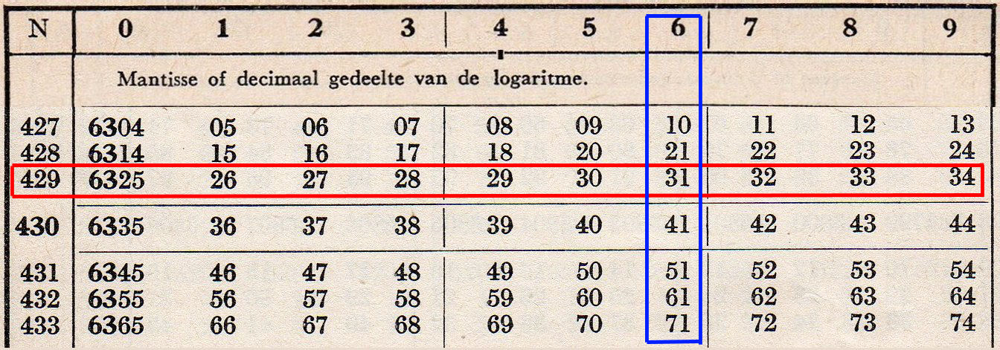 N 0 1 2 3 4 5 6 7 8 9
Mantisse of decimaal gedeelte van de logaritme.
427 6304 05 06 07 08 09 10 11 12 13
428 6314 15 16 17 18 20 21 22 23 24
429 6325 26 27 28 29 30 31 32 33 34
430 6335 36 37 38 39 40 41 42 43 44
431 6345 46 47 48 49 50 51 52 53 54
432 6355 56 57 58 59 60 61 62 63 64
433 6365 66 67 68 69 70 71 72 73 74